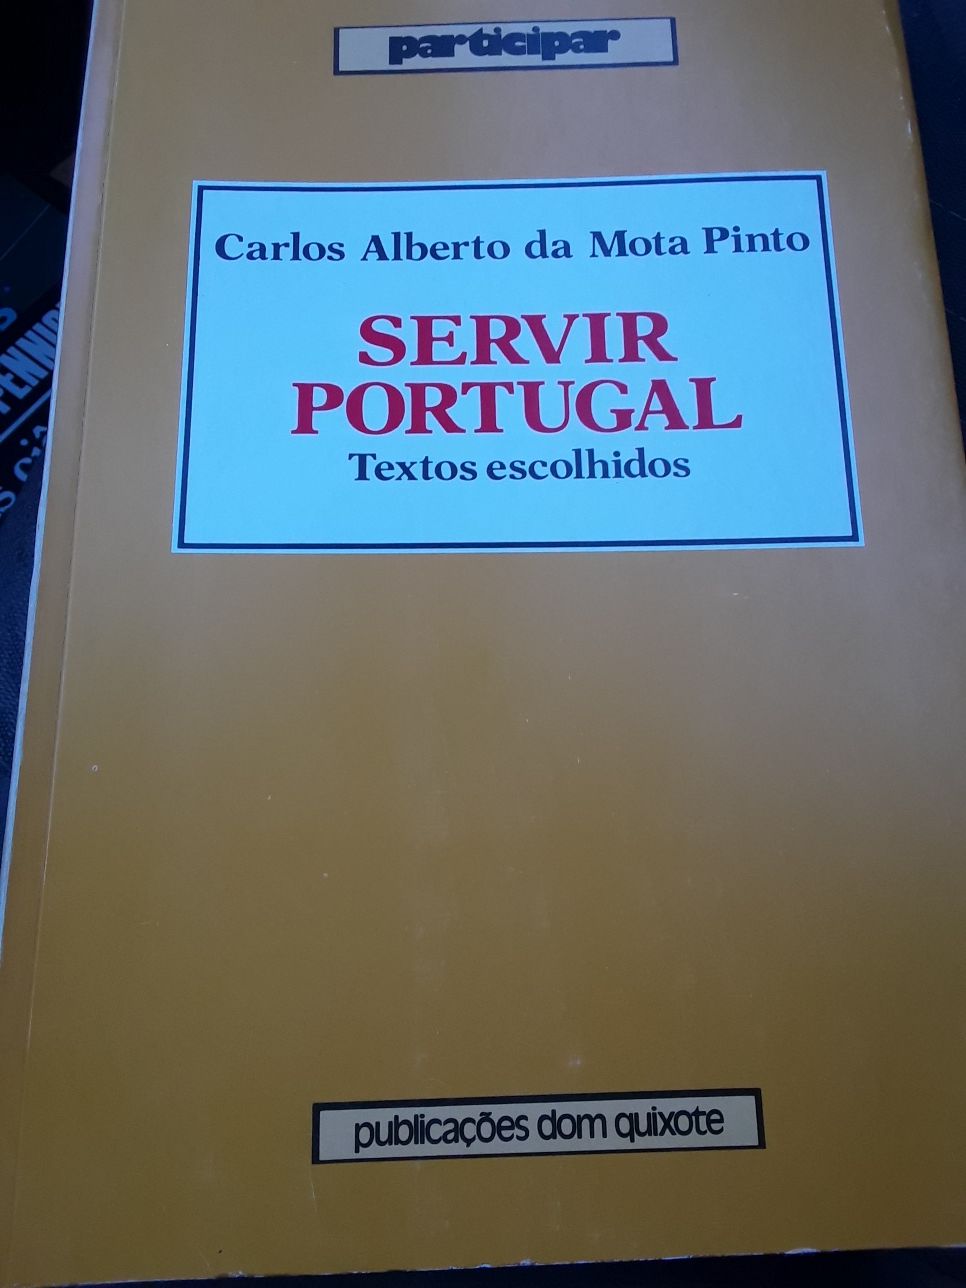 participar
Carlos Alberto da Mota Pinto
SERVIR
PORTUGAL
Textos escolhidos
publicações dom quixote